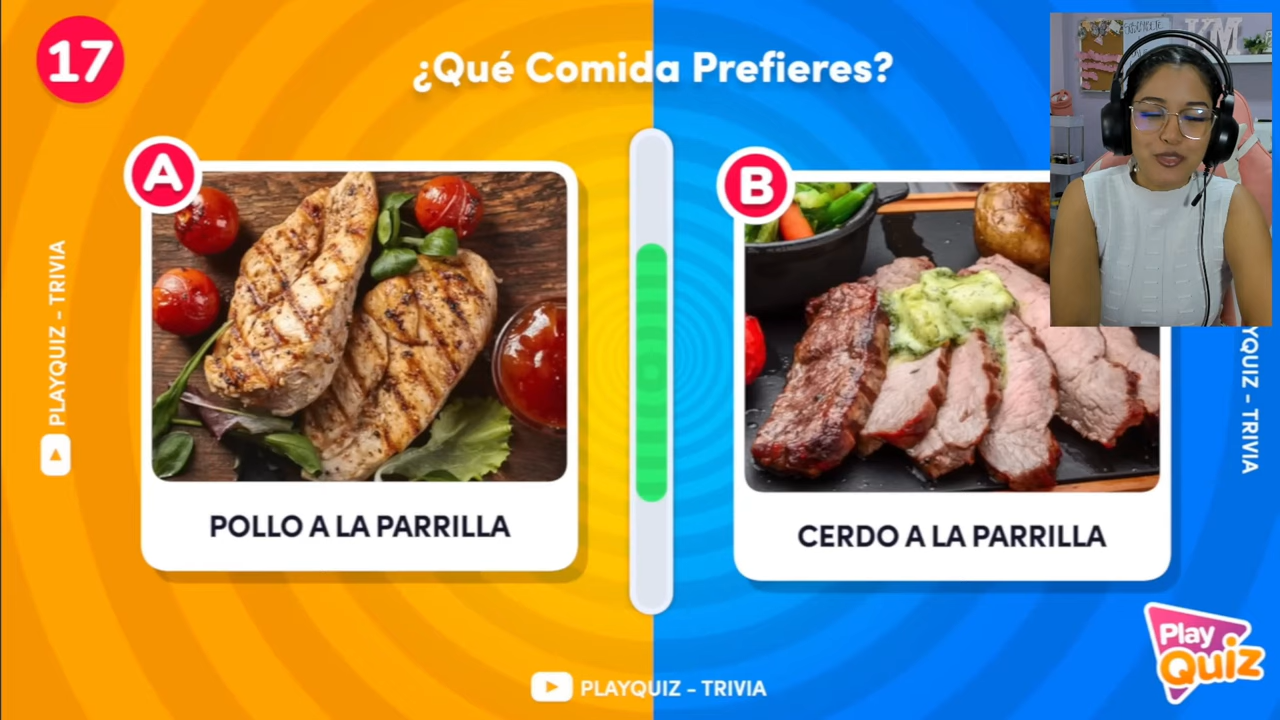 17
¿Qué Comida Prefieres?
A
B
PLAYQUIZ - TRIVIA
POLLO A LA PARRILLA
CERDO A LA PARRILLA
YQUIZ - TRIVIA
Play
Quiz
PLAYQUIZ - TRIVIA